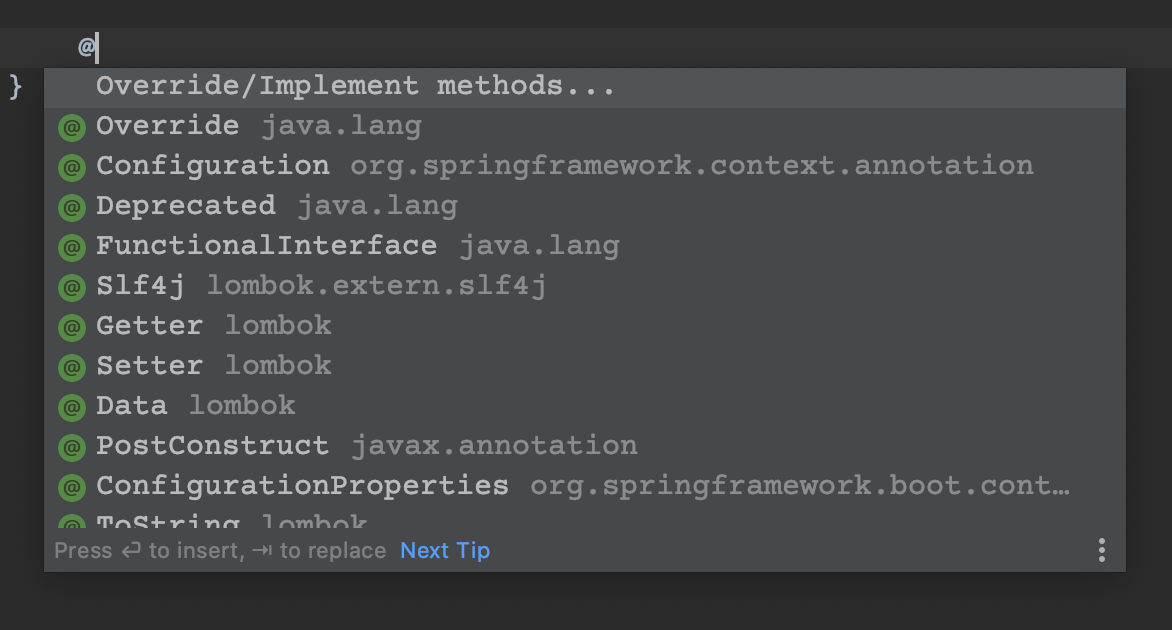 @
}
Override/Implement methods...
@ Override java.lang
@ Configuration org.springframework.context.annotation
@ Deprecated java.lang
@ FunctionalInterface java.lang
@ Slf4j lombok.extern.slf4j
@ Getter lombok
@ Setter lombok
@ Data lombok
@ PostConstruct javax.annotation
@ ConfigurationProperties org.springframework.boot.cont…
@ ToString lombok
Press ↵ to insert, ⇥ to replace Next Tip